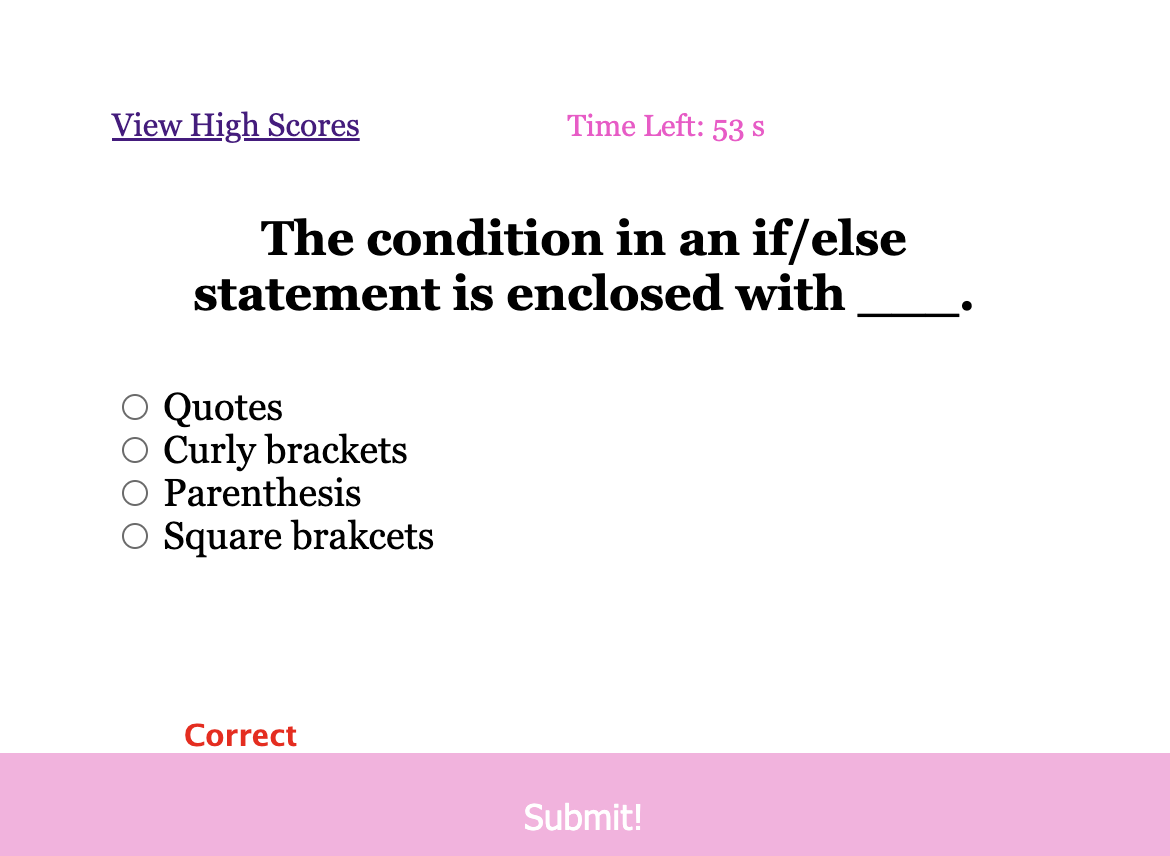 View High Scores
Time Left: 53 s
The condition in an if/else
statement is enclosed with ____.
Quotes
Curly brackets
Parenthesis
Square brakcets
Correct
Submit!